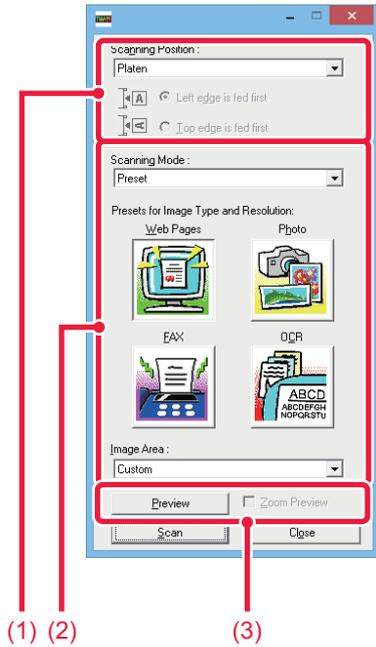 Scanning Position :
Platen
A
Left edge is fed first
A
Top edge is fed first
Scanning Mode :
Preset
Presets for Image Type and Resolution:
Web Pages Photo
FAX OCR
ABCD
ABCDEFGH
NOPQRSTU
Image Area :
Custom
Preview Zoom Preview
Scan Close
(1) (2) (3)